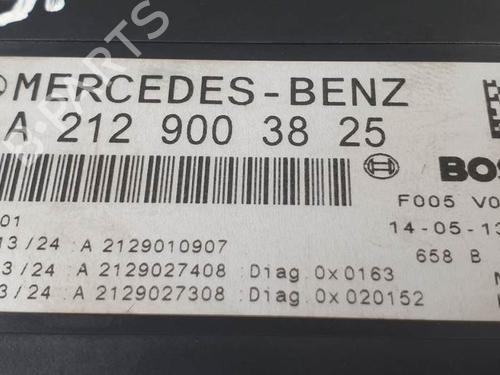 MERCEDES-BENZ
A 212 900 38 25
F005 V0
01
14-05-13
13/24 :A 2129010907
658 B
3/24 :A 2129027408 :Diag.0x0163
3/24 :A 2129027308 :Diag.0x020152
B-PARTS